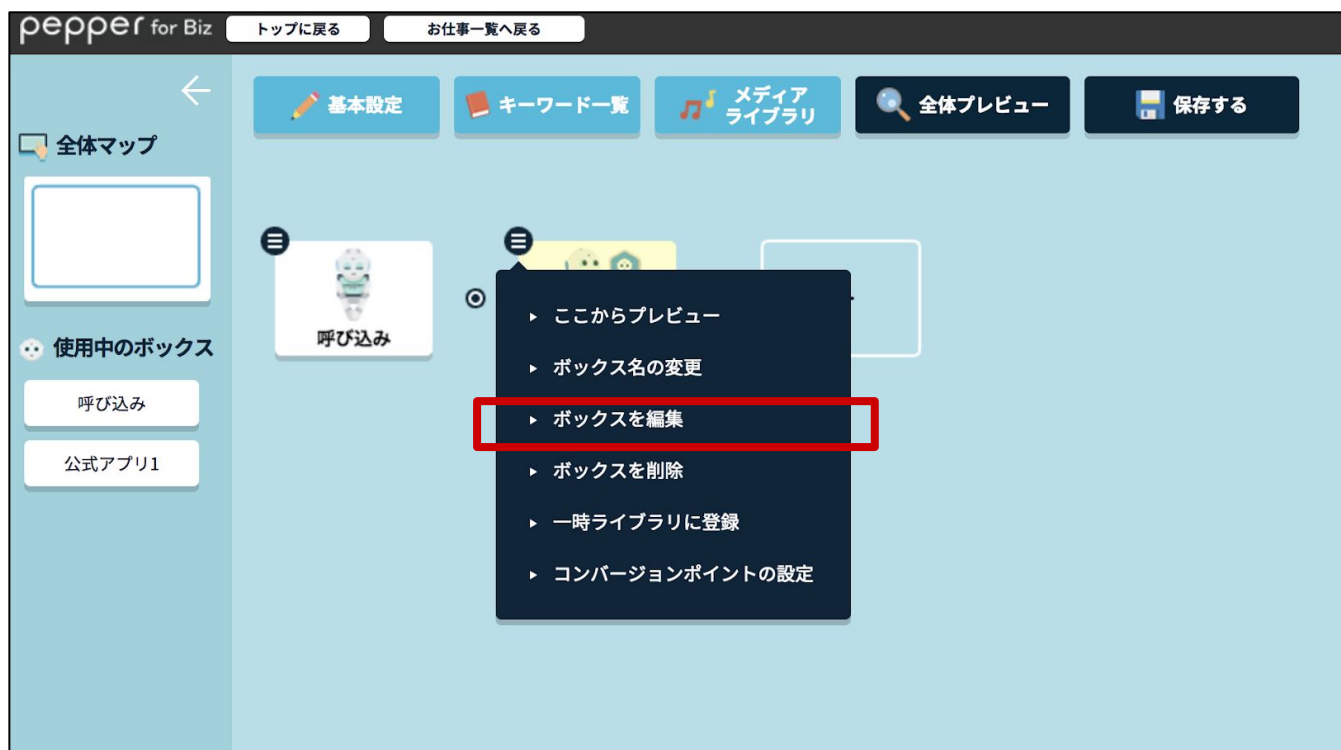 pepper for Biz
トップに戻る
お仕事一覧へ戻る
基本設定
キーワード一覧
メディア
ライブラリ
全体プレビュー
保存する
全体マップ
使用中のボックス
呼び込み
公式アプリ1
呼び込み
ここからプレビュー
ボックス名の変更
ボックスを編集
ボックスを削除
一時ライブラリに登録
コンバージョンポイントの設定